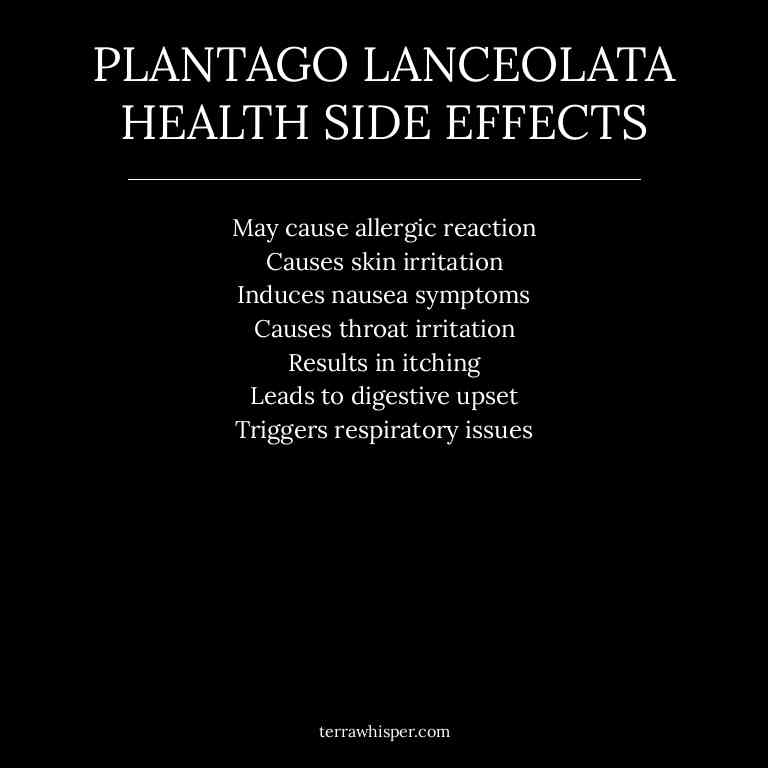 PLANTAGO LANCEOLATA
HEALTH SIDE EFFECTS
May cause allergic reaction
Causes skin irritation
Induces nausea symptoms
Causes throat irritation
Results in itching
Leads to digestive upset
Triggers respiratory issues
terrawhisper.com